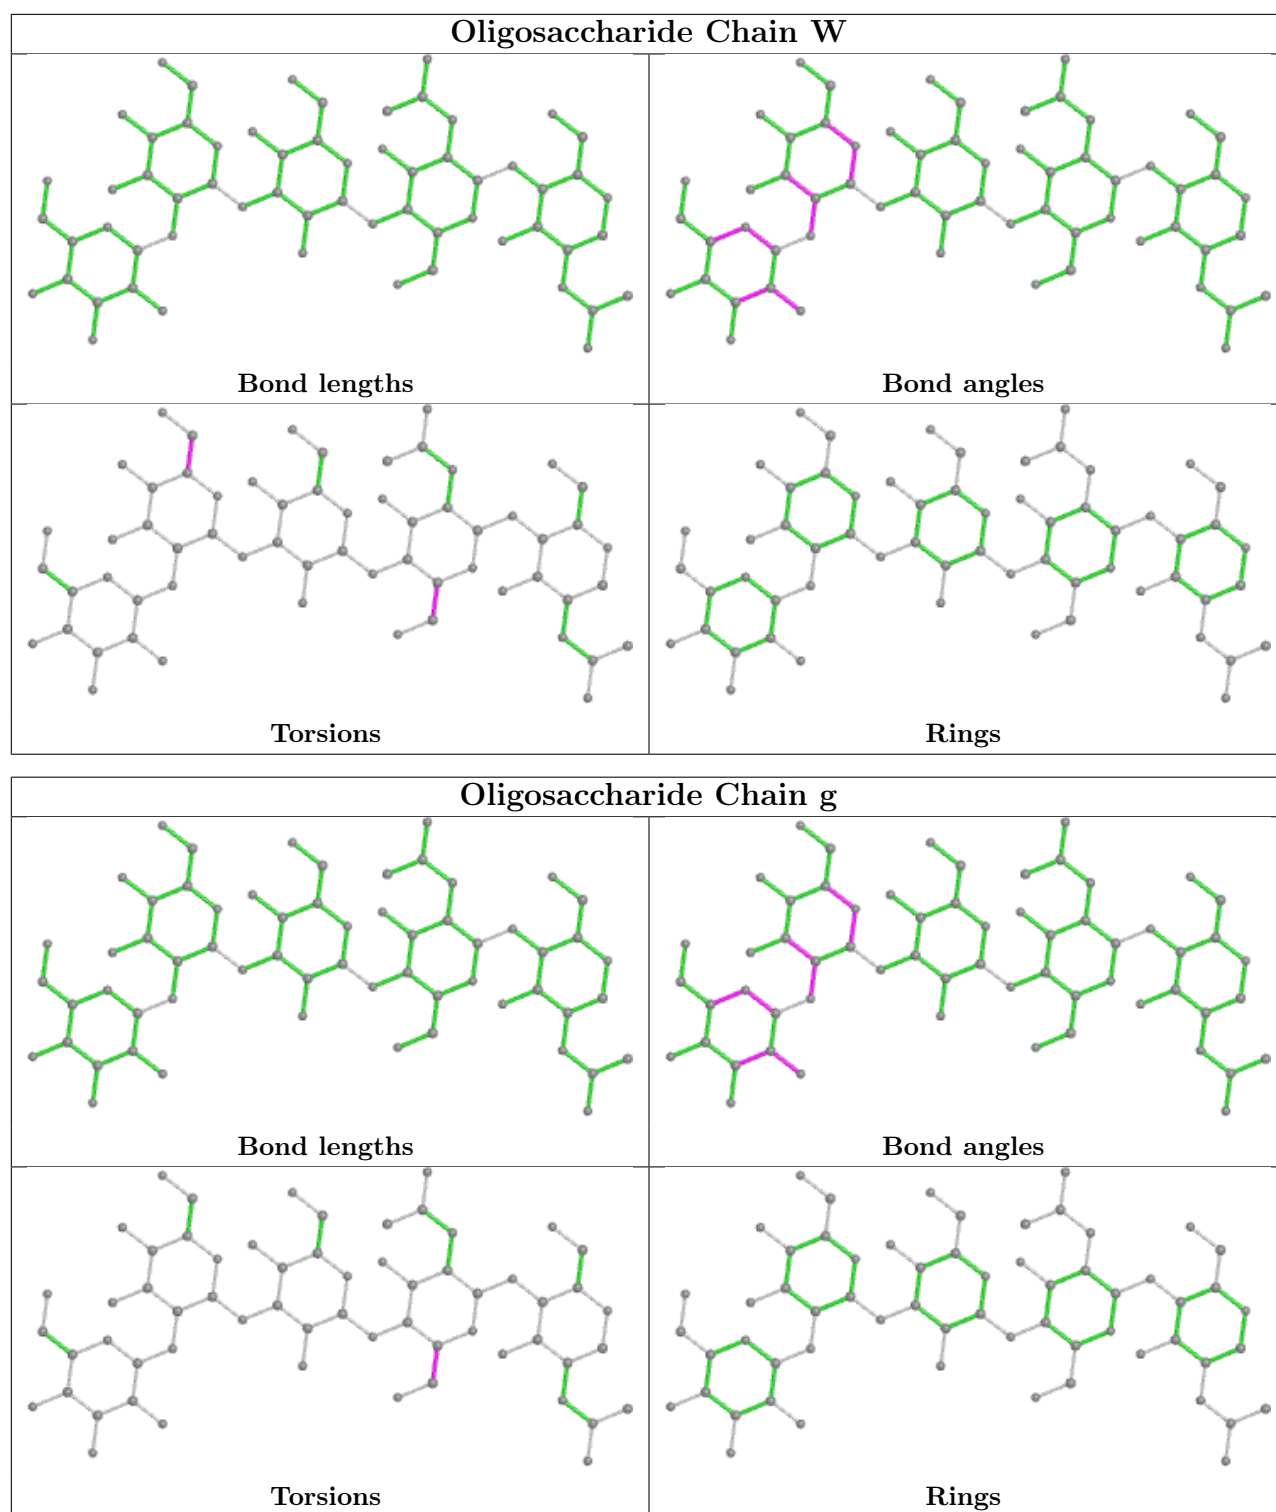 Oligosaccharide Chain W
Bond lengths
Bond angles
Torsions
Rings
Oligosaccharide Chain g
Bond lengths
Bond angles
Torsions
Rings